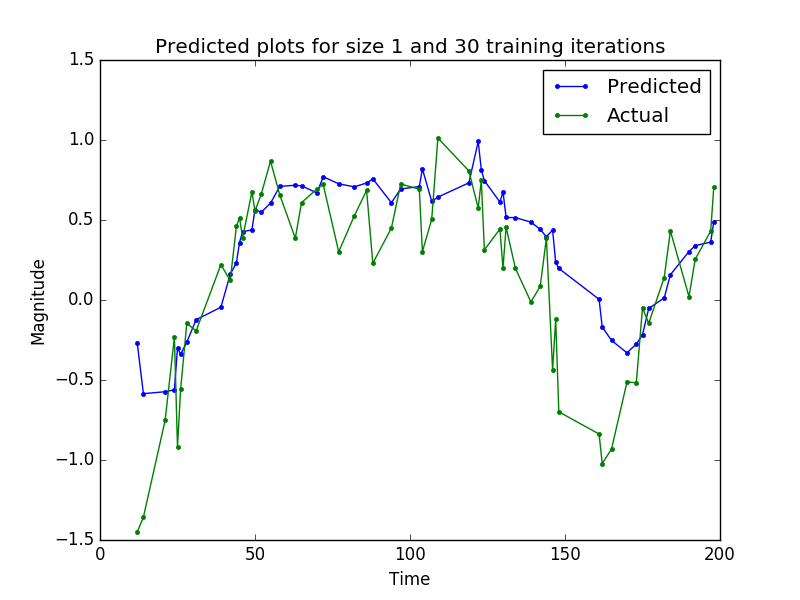 Predicted plots for size 1 and 30 training iterations
Predicted
Actual
Magnitude
1.5
1.0
0.5
0.0
−0.5
−1.0
−1.5
0 50 100 150 200
Time